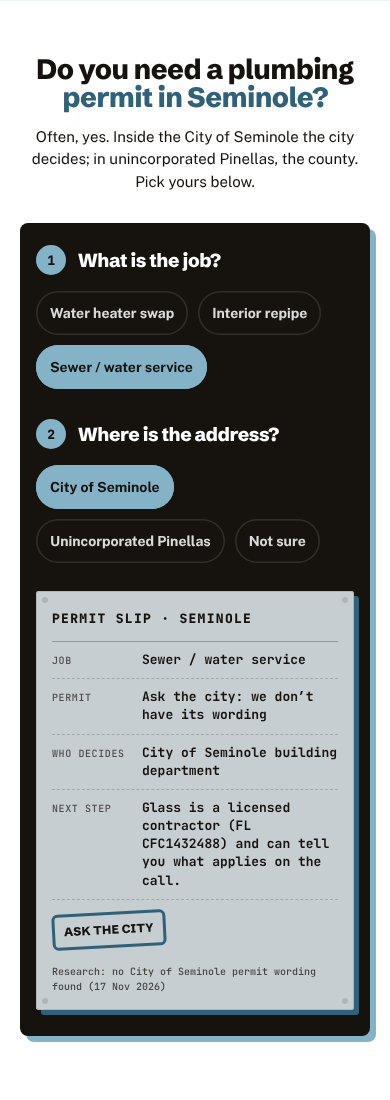 Do you need a plumbing
permit in Seminole?
Often, yes. Inside the City of Seminole the city
decides; in unincorporated Pinellas, the county.
Pick yours below.
1 What is the job?
Water heater swap Interior repipe
Sewer / water service
2 Where is the address?
City of Seminole
Unincorporated Pinellas Not sure
PERMIT SLIP · SEMINOLE
JOB Sewer / water service
PERMIT Ask the city: we don’t
have its wording
WHO DECIDES City of Seminole building
department
NEXT STEP Glass is a licensed
contractor (FL
CFC1432488) and can tell
you what applies on the
call.
ASK THE CITY
Research: no City of Seminole permit wording
found (17 Nov 2026)